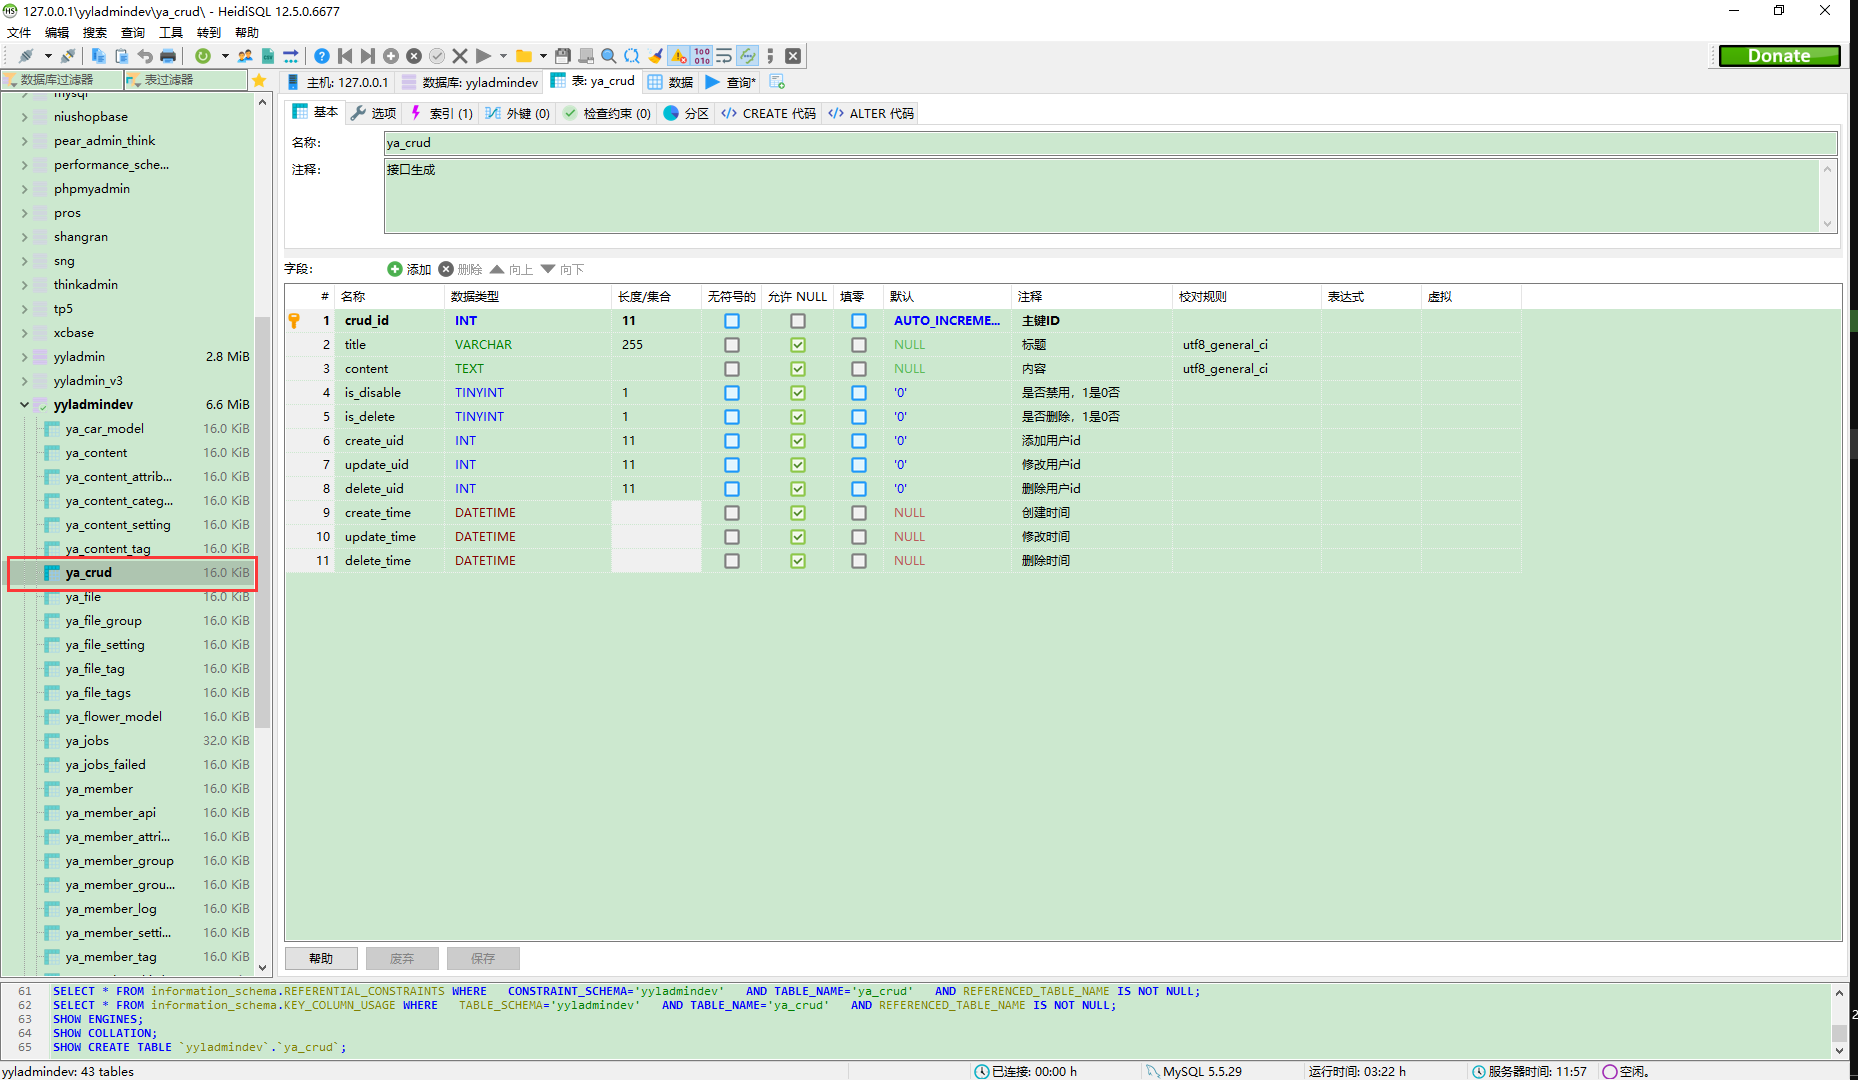 127.0.0.1\yyladmindev\ya_crud\ - HeidiSQL 12.5.0.6677
文件 编辑 搜索 查询 工具 转到 帮助
Donate
数据库过滤器 表过滤器
主机: 127.0.0.1 数据库: yyladmindev 表: ya_crud 数据 查询*
基本 选项 索引 (1) 外键 (0) 检查约束 (0) 分区 CREATE 代码 ALTER 代码
名称: ya_crud
注释: 接口生成
mysql
niushopbase
pear_admin_think
performance_sche...
phpmyadmin
pros
shangran
sng
thinkadmin
tp5
xcbase
yyladmin 2.8 MiB
yyladmin_v3
yyladmindev 6.6 MiB
ya_car_model 16.0 KiB
ya_content 16.0 KiB
ya_content_attrib... 16.0 KiB
ya_content_categ... 16.0 KiB
ya_content_setting 16.0 KiB
ya_content_tag 16.0 KiB
ya_crud 16.0 KiB
ya_file 16.0 KiB
ya_file_group 16.0 KiB
ya_file_setting 16.0 KiB
ya_file_tag 16.0 KiB
ya_file_tags 16.0 KiB
ya_flower_model 16.0 KiB
ya_jobs 32.0 KiB
ya_jobs_failed 16.0 KiB
ya_member 16.0 KiB
ya_member_api 16.0 KiB
ya_member_attri... 16.0 KiB
ya_member_group 16.0 KiB
ya_member_grou... 16.0 KiB
ya_member_log 16.0 KiB
ya_member_setti... 16.0 KiB
ya_member_tag 16.0 KiB
字段: 添加 删除 向上 向下
# 名称 数据类型 长度/集合 无符号的 允许 NULL 填零 默认 注释 校对规则 表达式 虚拟
1 crud_id INT 11 AUTO_INCREME... 主键ID
2 title VARCHAR 255 NULL 标题 utf8_general_ci
3 content TEXT NULL 内容 utf8_general_ci
4 is_disable TINYINT 1 '0' 是否禁用，1是0否
5 is_delete TINYINT 1 '0' 是否删除，1是0否
6 create_uid INT 11 '0' 添加用户id
7 update_uid INT 11 '0' 修改用户id
8 delete_uid INT 11 '0' 删除用户id
9 create_time DATETIME NULL 创建时间
10 update_time DATETIME NULL 修改时间
11 delete_time DATETIME NULL 删除时间
帮助 废弃 保存
61 SELECT * FROM information_schema.REFERENTIAL_CONSTRAINTS WHERE CONSTRAINT_SCHEMA='yyladmindev' AND TABLE_NAME='ya_crud' AND REFERENCED_TABLE_NAME IS NOT NULL;
62 SELECT * FROM information_schema.KEY_COLUMN_USAGE WHERE TABLE_SCHEMA='yyladmindev' AND TABLE_NAME='ya_crud' AND REFERENCED_TABLE_NAME IS NOT NULL;
63 SHOW ENGINES;
64 SHOW COLLATION;
65 SHOW CREATE TABLE `yyladmindev`.`ya_crud`;
yyladmindev: 43 tables 已连接: 00:00 h MySQL 5.5.29 运行时间: 03:22 h 服务器时间: 11:57 空闲。